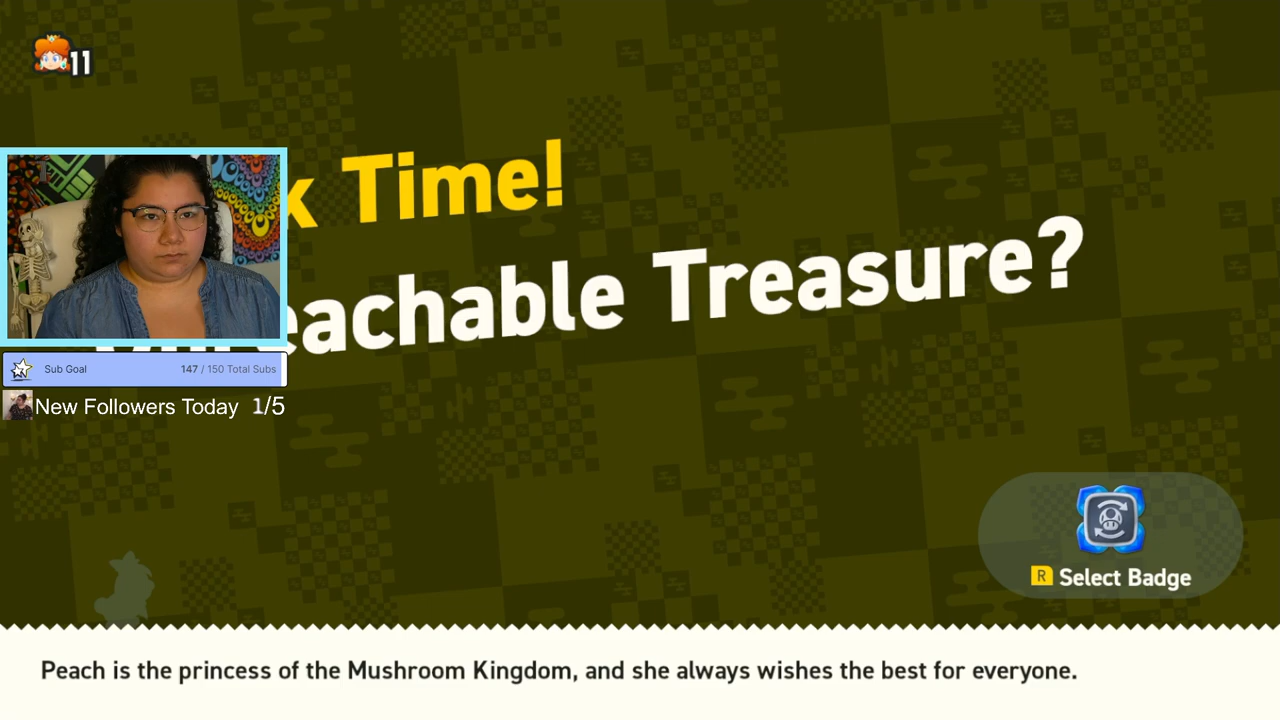 11
k Time!
eachable Treasure?
Sub Goal 147 / 150 Total Subs
New Followers Today 1/5
R Select Badge
Peach is the princess of the Mushroom Kingdom, and she always wishes the best for everyone.